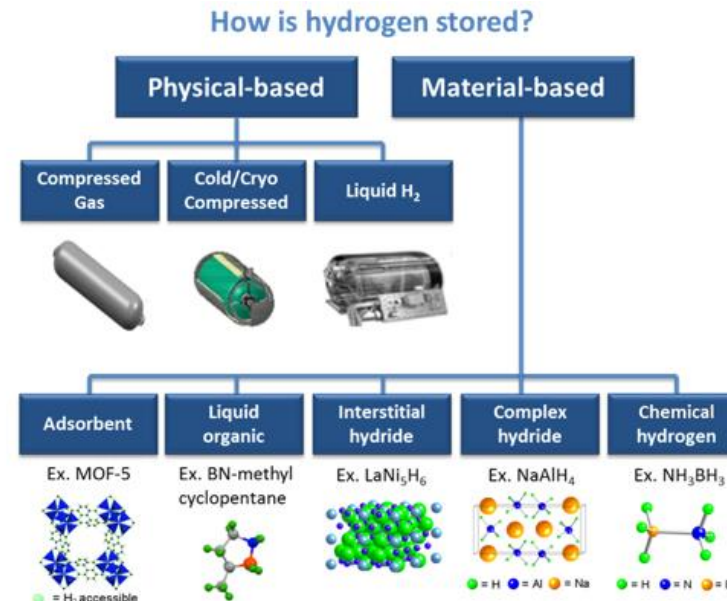 How is hydrogen stored?
Physical-based
Material-based
Compressed
Gas
Cold/Cryo
Compressed
Liquid H₂
Adsorbent
Liquid
organic
Interstitial
hydride
Complex
hydride
Chemical
hydrogen
Ex. MOF-5
Ex. BN-methyl
cyclopentane
Ex. LaNi₅H₆
Ex. NaAlH₄
Ex. NH₃BH₃
= H₂ accessible
= H = Al = Na
= H = N =